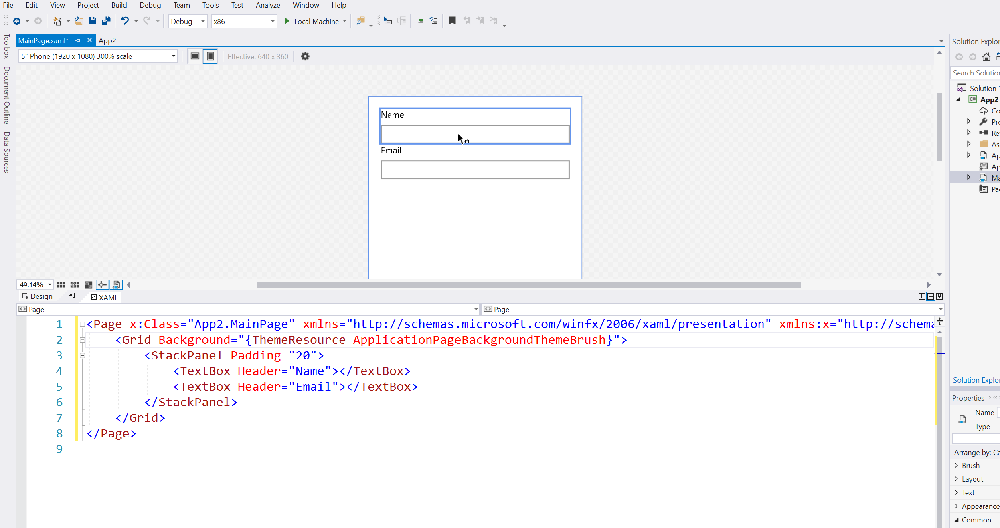 File Edit View Project Build Debug Team Tools Test Analyze Window Help
Debug x86 Local Machine
Toolbox
Document Outline
Data Sources
MainPage.xaml* App2
5" Phone (1920 x 1080) 300% scale Effective: 640 x 360
Name
Email
49.14%
Design XAML
Page Page
1 <Page x:Class="App2.MainPage" xmlns="http://schemas.microsoft.com/winfx/2006/xaml/presentation" xmlns:x="http://schema
2 <Grid Background="{ThemeResource ApplicationPageBackgroundThemeBrush}">
3 <StackPanel Padding="20">
4 <TextBox Header="Name"></TextBox>
5 <TextBox Header="Email"></TextBox>
6 </StackPanel>
7 </Grid>
8 </Page>
9
Solution Explor
Search Solution
Solution '
C# App2
Co
Pro
Re
As
Ap
Ap
Ma
Pac
Solution Explo
Properties
Name
Type
Arrange by: Ca
Brush
Layout
Text
Appearance
Common